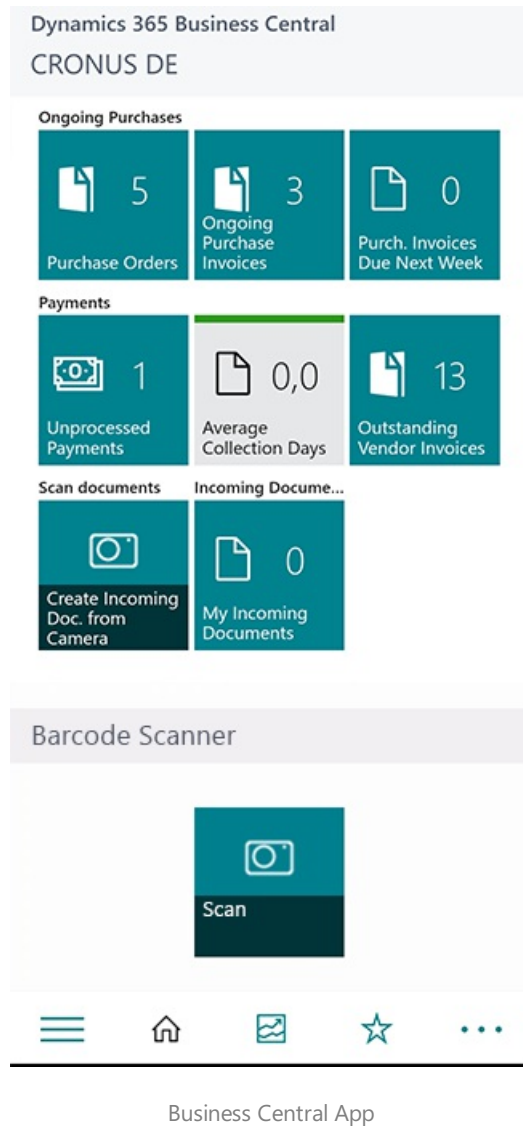 Dynamics 365 Business Central
CRONUS DE
Ongoing Purchases
5
Purchase Orders
3
Ongoing
Purchase
Invoices
0
Purch. Invoices
Due Next Week
Payments
1
Unprocessed
Payments
0,0
Average
Collection Days
13
Outstanding
Vendor Invoices
Scan documents
Create Incoming
Doc. from
Camera
Incoming Docume...
0
My Incoming
Documents
Barcode Scanner
Scan
Business Central App